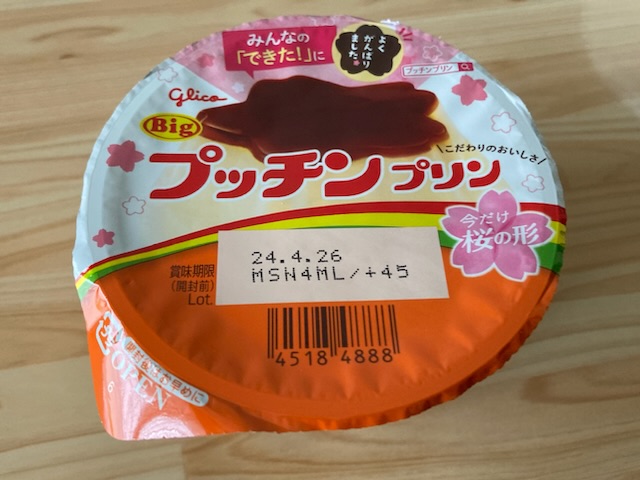 みんなの
「できた!」に
よく
がんばり
ました
プッチンプリン
Glico
Big
こだわりのおいしさ
プッチンプリン
今だけ
桜の形
賞味期限
(開封前)
Lot.
24.4.26
MSN4ML/+45
4518 4888
OPEN